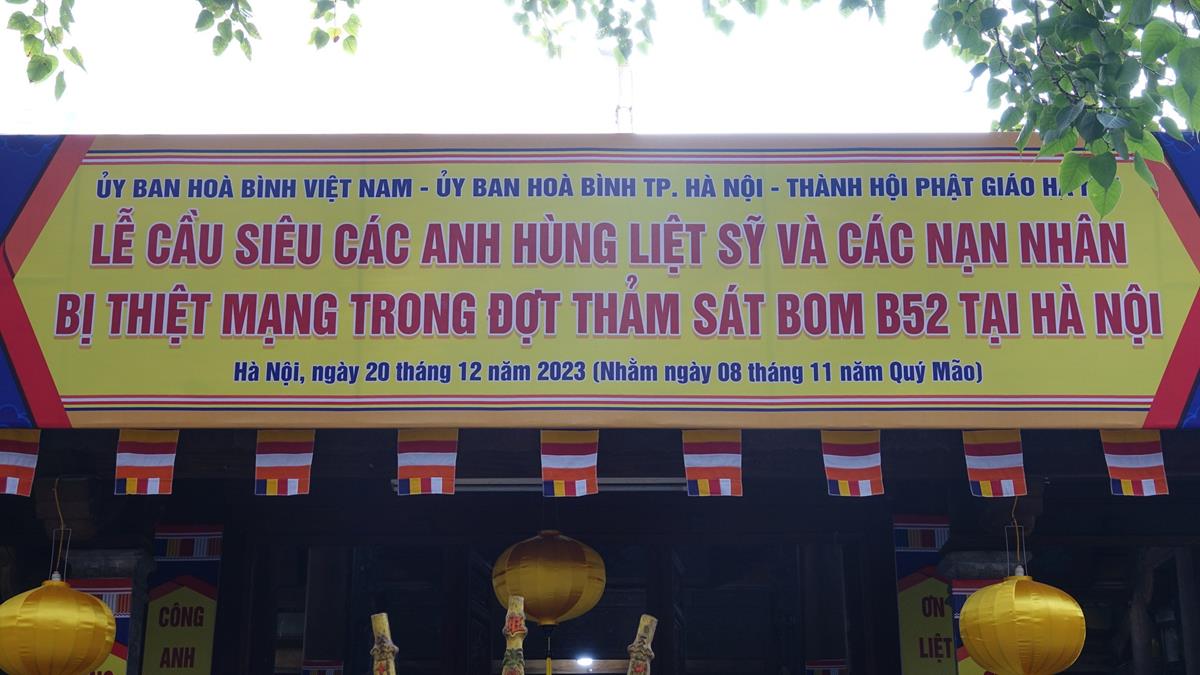 ỦY BAN HOÀ BÌNH VIỆT NAM - ỦY BAN HOÀ BÌNH TP. HÀ NỘI - THÀNH HỘI PHẬT GIÁO
LỄ CẦU SIÊU CÁC ANH HÙNG LIỆT SỸ VÀ CÁC NẠN NHÂN
BỊ THIỆT MẠNG TRONG ĐỢT THẢM SÁT BOM B52 TẠI HÀ NỘI
Hà Nội, ngày 20 tháng 12 năm 2023 (Nhằm ngày 08 tháng 11 năm Quý Mão)
CÔNG
ANH
ƠN
LIỆT